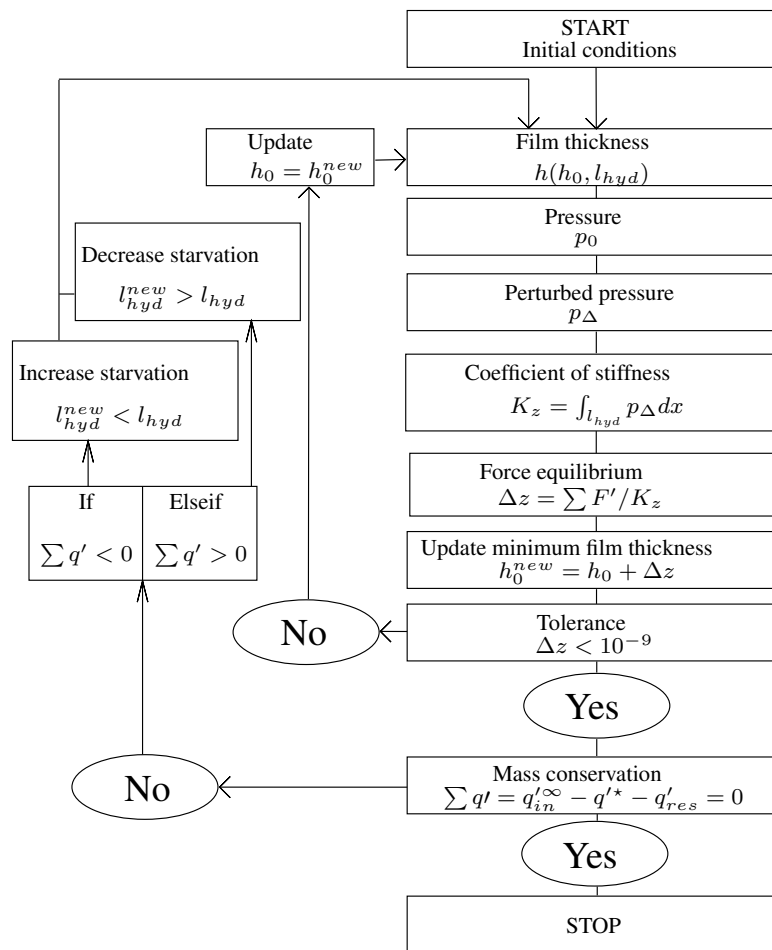 START
Initial conditions
Update
h_0 = h_0^{new}
Film thickness
h(h_0, l_{hyd})
Pressure
p_0
Decrease starvation
l_{hyd}^{new} > l_{hyd}
Perturbed pressure
p_Δ
Increase starvation
l_{hyd}^{new} < l_{hyd}
Coefficient of stiffness
K_z = ∫_{l_{hyd}} p_Δ dx
If
∑ q′ < 0
Elseif
∑ q′ > 0
Force equilibrium
Δz = ∑ F′/K_z
Update minimum film thickness
h_0^{new} = h_0 + Δz
No
Tolerance
Δz < 10^{−9}
Yes
No
Mass conservation
∑ q′ = q′_{in}^{∞} − q′^{⋆} − q′_{res} = 0
Yes
STOP